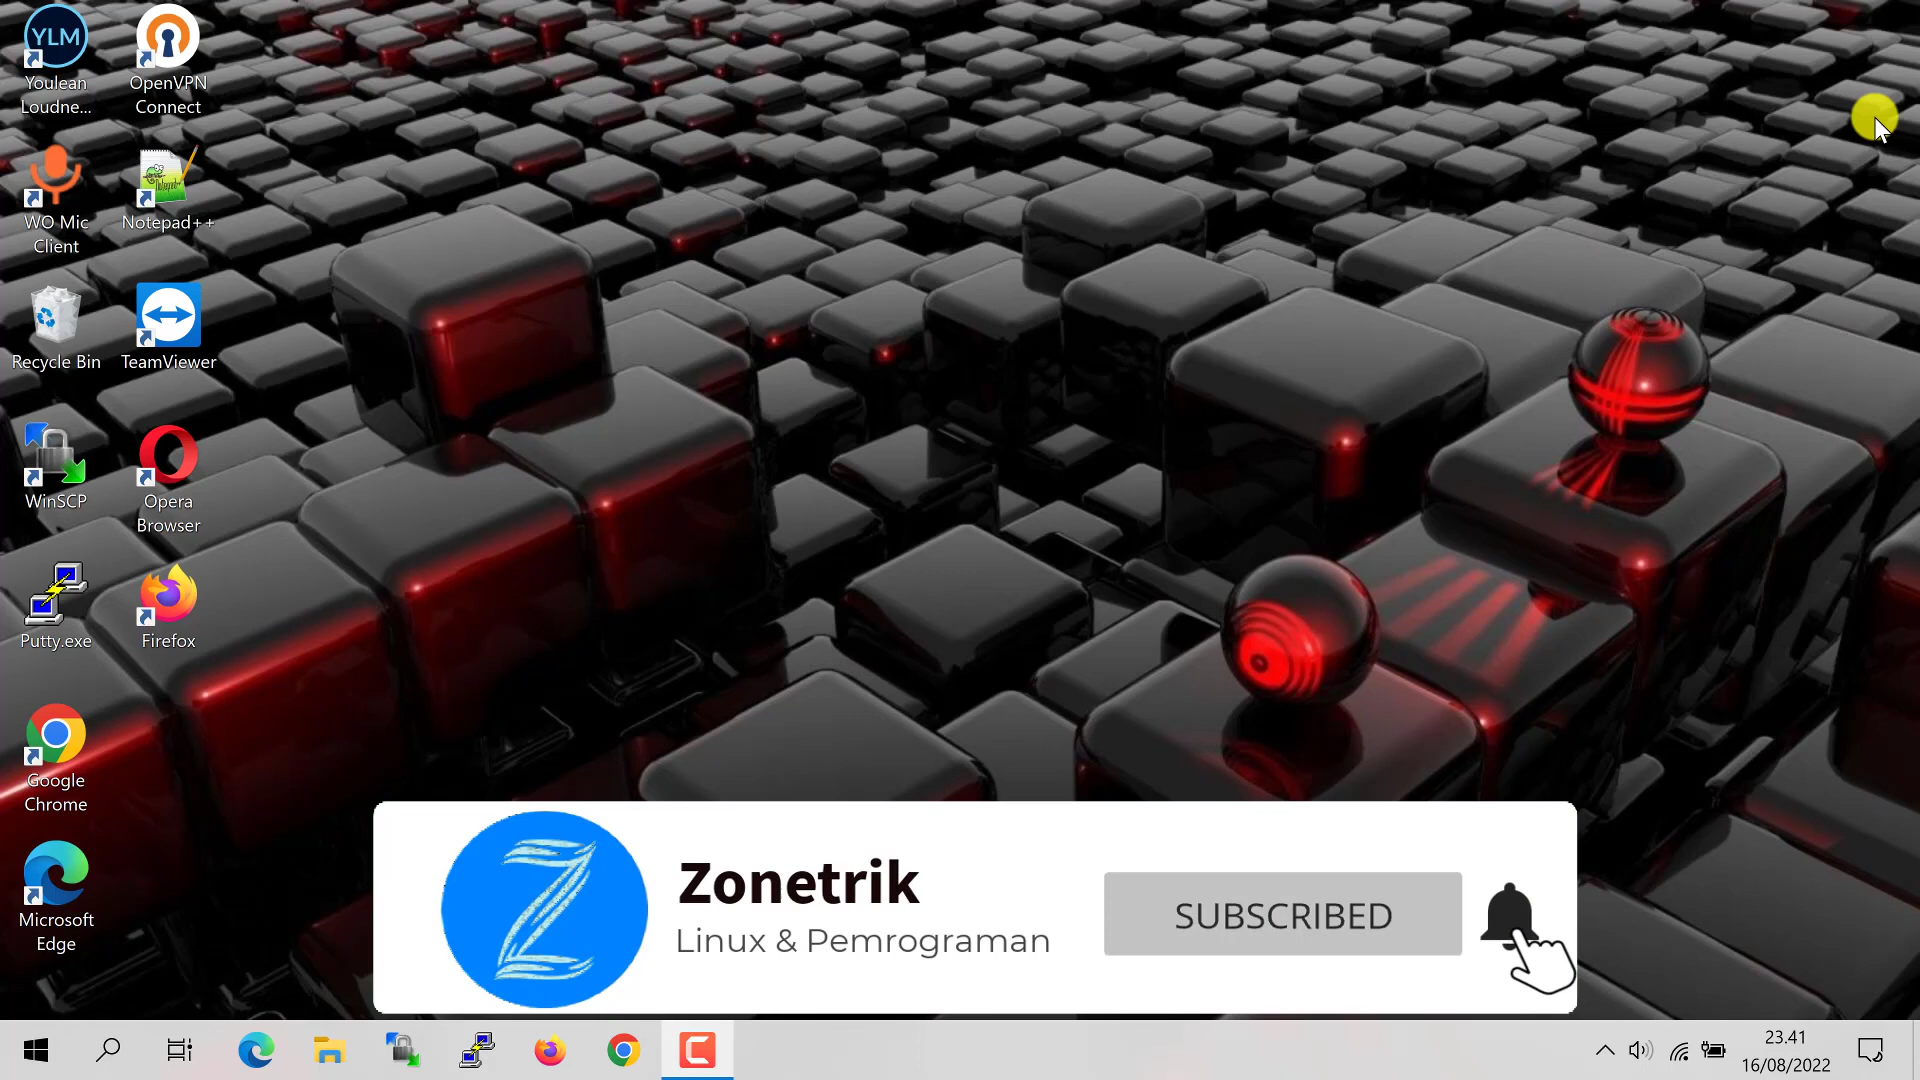 YLM
Youlean
Loudne...
OpenVPN
Connect
WO Mic
Client
Notepad++
Recycle Bin
TeamViewer
WinSCP
Opera
Browser
Putty.exe
Firefox
Google
Chrome
Microsoft
Edge
Z
Zonetrik
Linux & Pemrograman
SUBSCRIBED
23.41
16/08/2022